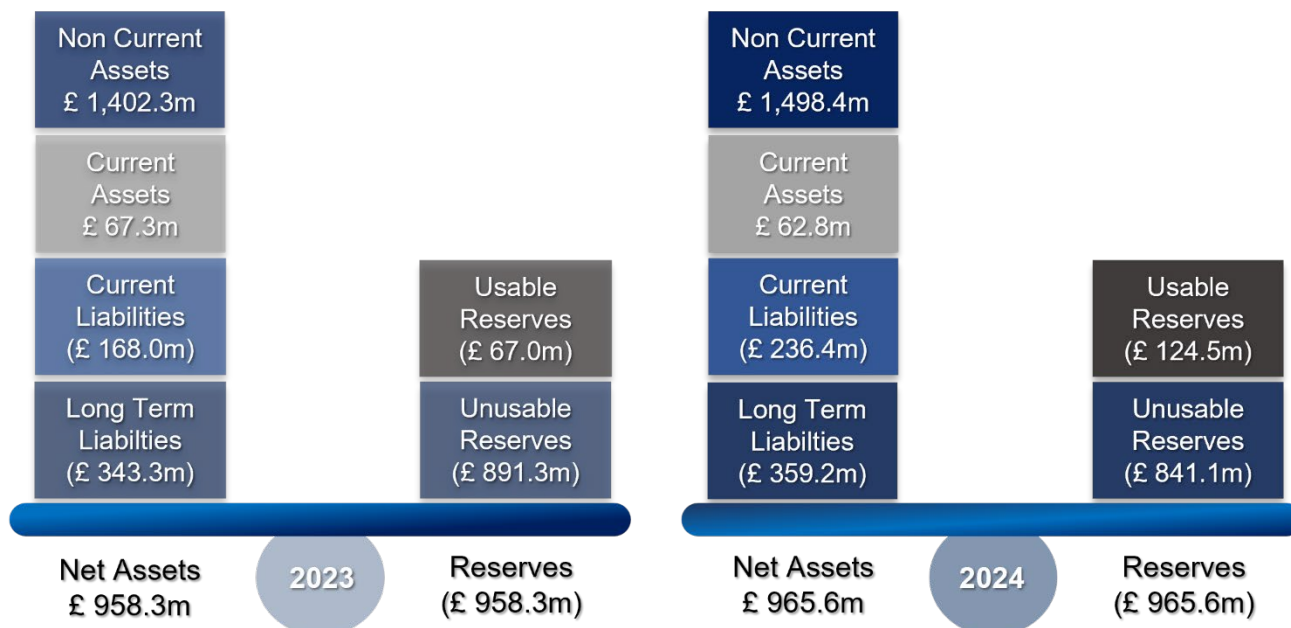 Non Current
Assets
£ 1,402.3m
Current
Assets
£ 67.3m
Current
Liabilities
(£ 168.0m)
Long Term
Liabilties
(£ 343.3m)
Usable
Reserves
(£ 67.0m)
Unusable
Reserves
(£ 891.3m)
Net Assets
£ 958.3m
2023
Reserves
(£ 958.3m)
Non Current
Assets
£ 1,498.4m
Current
Assets
£ 62.8m
Current
Liabilities
(£ 236.4m)
Long Term
Liabilties
(£ 359.2m)
Usable
Reserves
(£ 124.5m)
Unusable
Reserves
(£ 841.1m)
Net Assets
£ 965.6m
2024
Reserves
(£ 965.6m)